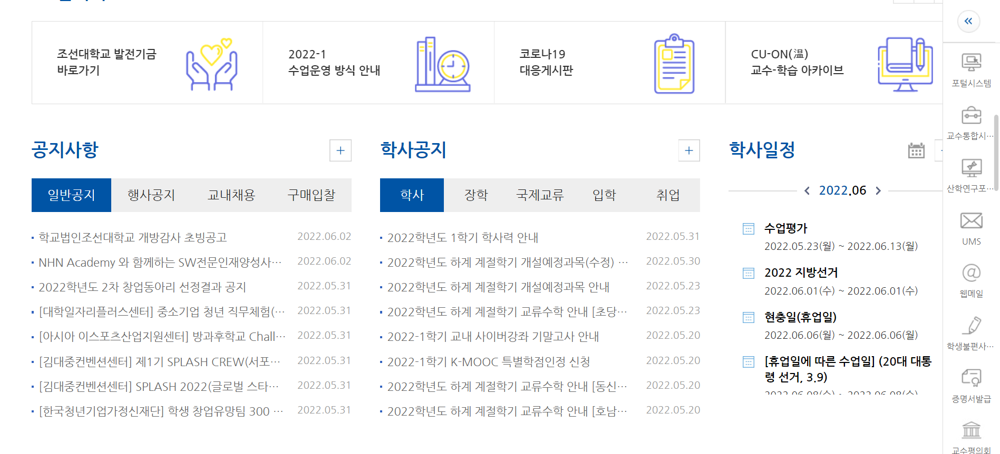 조선대학교 발전기금
바로가기
2022-1
수업운영 방식 안내
코로나19
대응게시판
CU-ON(温)
교수-학습 아카이브
공지사항
일반공지 행사공지 교내채용 구매입찰
학교법인조선대학교 개방감사 초빙공고 2022.06.02
NHN Academy 와 함께하는 SW전문인재양성사… 2022.06.02
2022학년도 2차 창업동아리 선정결과 공지 2022.05.31
[대학일자리플러스센터] 중소기업 청년 직무체험(… 2022.05.31
[아시아 이스포츠산업지원센터] 방과후학교 Chall… 2022.05.31
[김대중컨벤션센터] 제1기 SPLASH CREW(서포… 2022.05.31
[김대중컨벤션센터] SPLASH 2022(글로벌 스타… 2022.05.31
[한국청년기업가정신재단] 학생 창업유망팀 300 … 2022.05.31
학사공지
학사 장학 국제교류 입학 취업
2022학년도 1학기 학사력 안내 2022.05.31
2022학년도 하계 계절학기 개설예정과목(수정) … 2022.05.30
2022학년도 하계 계절학기 개설예정과목 안내 2022.05.23
2022학년도 하계 계절학기 교류수학 안내 [초당… 2022.05.23
2022-1학기 교내 사이버강좌 기말고사 안내 2022.05.20
2022-1학기 K-MOOC 특별학점인정 신청 2022.05.20
2022학년도 하계 계절학기 교류수학 안내 [동신… 2022.05.20
2022학년도 하계 계절학기 교류수학 안내 [호남… 2022.05.20
학사일정
2022.06
수업평가
2022.05.23(월) ~ 2022.06.13(월)
2022 지방선거
2022.06.01(수) ~ 2022.06.01(수)
현충일(휴업일)
2022.06.06(월) ~ 2022.06.06(월)
[휴업일에 따른 수업일] (20대 대통
령 선거, 3.9)
2022.06.08(수) ~ 2022.06.08(수)
포털시스템
교수통합시…
산학연구포…
UMS
웹메일
학생불편사…
증명서발급
교수평의회